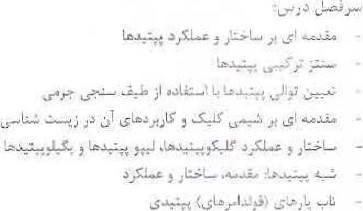 سرفصل درس:
- مقدمه ای بر ساختار و عملکرد پپتیدها
- سنتز ترکیبی پپتیدها
- تعیین توالی پپتیدها با استفاده از طیف سنجی جرمی
- مقدمه ای بر شیمی کلیک و کاربردهای آن در زیست شناسی
- ساختار و عملکرد گلیکوپپتیدها، لیپو پپتیدها و پگیلوپپتیدها
- شبه پپتیدها: مقدمه، ساختار و عملکرد
- تاب پارهای (فولدامرهای) پپتیدی